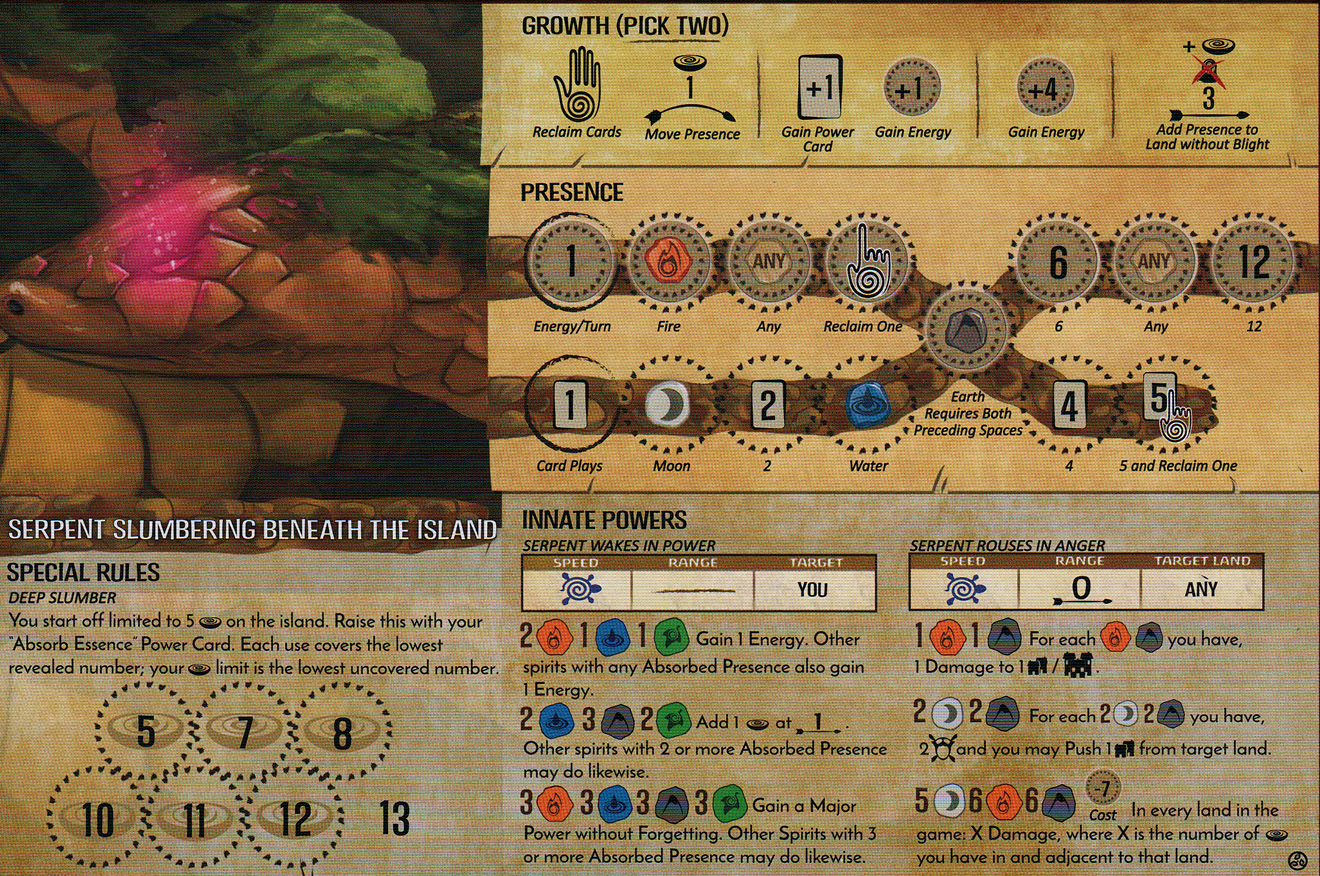 GROWTH (PICK TWO)
+1 +1 +4 +
1 3
Reclaim Cards Move Presence Gain Power Card Gain Energy Gain Energy Add Presence to Land without Blight
PRESENCE
1 ANY 6 ANY 12
Energy/Turn Fire Any Reclaim One 6 Any 12
1 2 4 5
Earth
Requires Both
Preceding Spaces
Card Plays Moon 2 Water 4 5 and Reclaim One
SERPENT SLUMBERING BENEATH THE ISLAND
SPECIAL RULES
DEEP SLUMBER
You start off limited to 5 on the island. Raise this with your
"Absorb Essence" Power Card. Each use covers the lowest
revealed number; your limit is the lowest uncovered number.
5 7 8
10 11 12 13
INNATE POWERS
SERPENT WAKES IN POWER
SPEED RANGE TARGET
YOU
2 1 1 Gain 1 Energy. Other
spirits with any Absorbed Presence also gain
1 Energy.
2 3 2 Add 1 at 1 .
Other spirits with 2 or more Absorbed Presence
may do likewise.
3 3 3 3 Gain a Major
Power without Forgetting. Other Spirits with 3
or more Absorbed Presence may do likewise.
SERPENT ROUSES IN ANGER
SPEED RANGE TARGET LAND
0 ANY
1 1 For each you have,
1 Damage to 1 / .
2 2 For each 2 2 you have,
2 and you may Push 1 from target land.
5 6 6 -7
Cost In every land in the
game: X Damage, where X is the number of
you have in and adjacent to that land.